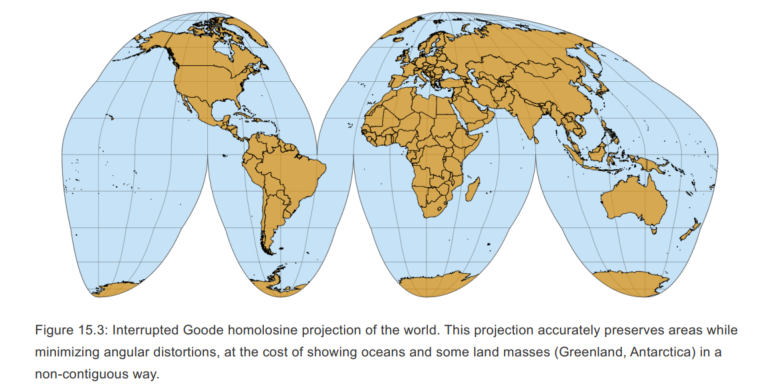 Figure 15.3: Interrupted Goode homolosine projection of the world. This projection accurately preserves areas while
minimizing angular distortions, at the cost of showing oceans and some land masses (Greenland, Antarctica) in a
non-contiguous way.